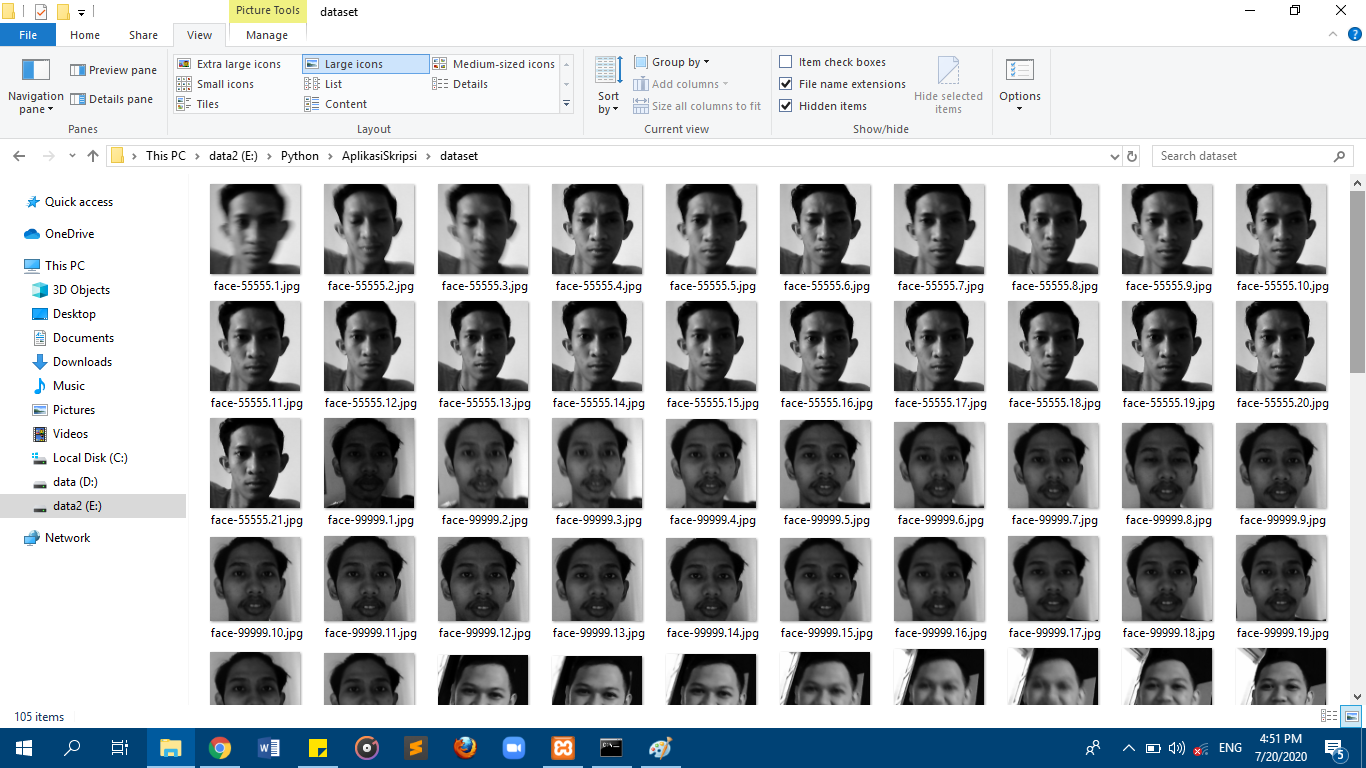 Picture Tools
dataset
File
Home
Share
View
Manage
Navigation pane
Preview pane
Details pane
Panes
Extra large icons
Large icons
Medium-sized icons
Small icons
List
Details
Tiles
Content
Layout
Sort by
Group by
Add columns
Size all columns to fit
Current view
Item check boxes
File name extensions
Hidden items
Hide selected items
Show/hide
Options
This PC
data2 (E:)
Python
AplikasiSkripsi
dataset
Search dataset
Quick access
OneDrive
This PC
3D Objects
Desktop
Documents
Downloads
Music
Pictures
Videos
Local Disk (C:)
data (D:)
data2 (E:)
Network
face-55555.1.jpg
face-55555.2.jpg
face-55555.3.jpg
face-55555.4.jpg
face-55555.5.jpg
face-55555.6.jpg
face-55555.7.jpg
face-55555.8.jpg
face-55555.9.jpg
face-55555.10.jpg
face-55555.11.jpg
face-55555.12.jpg
face-55555.13.jpg
face-55555.14.jpg
face-55555.15.jpg
face-55555.16.jpg
face-55555.17.jpg
face-55555.18.jpg
face-55555.19.jpg
face-55555.20.jpg
face-55555.21.jpg
face-99999.1.jpg
face-99999.2.jpg
face-99999.3.jpg
face-99999.4.jpg
face-99999.5.jpg
face-99999.6.jpg
face-99999.7.jpg
face-99999.8.jpg
face-99999.9.jpg
face-99999.10.jpg
face-99999.11.jpg
face-99999.12.jpg
face-99999.13.jpg
face-99999.14.jpg
face-99999.15.jpg
face-99999.16.jpg
face-99999.17.jpg
face-99999.18.jpg
face-99999.19.jpg
105 items
ENG
4:51 PM
7/20/2020
5